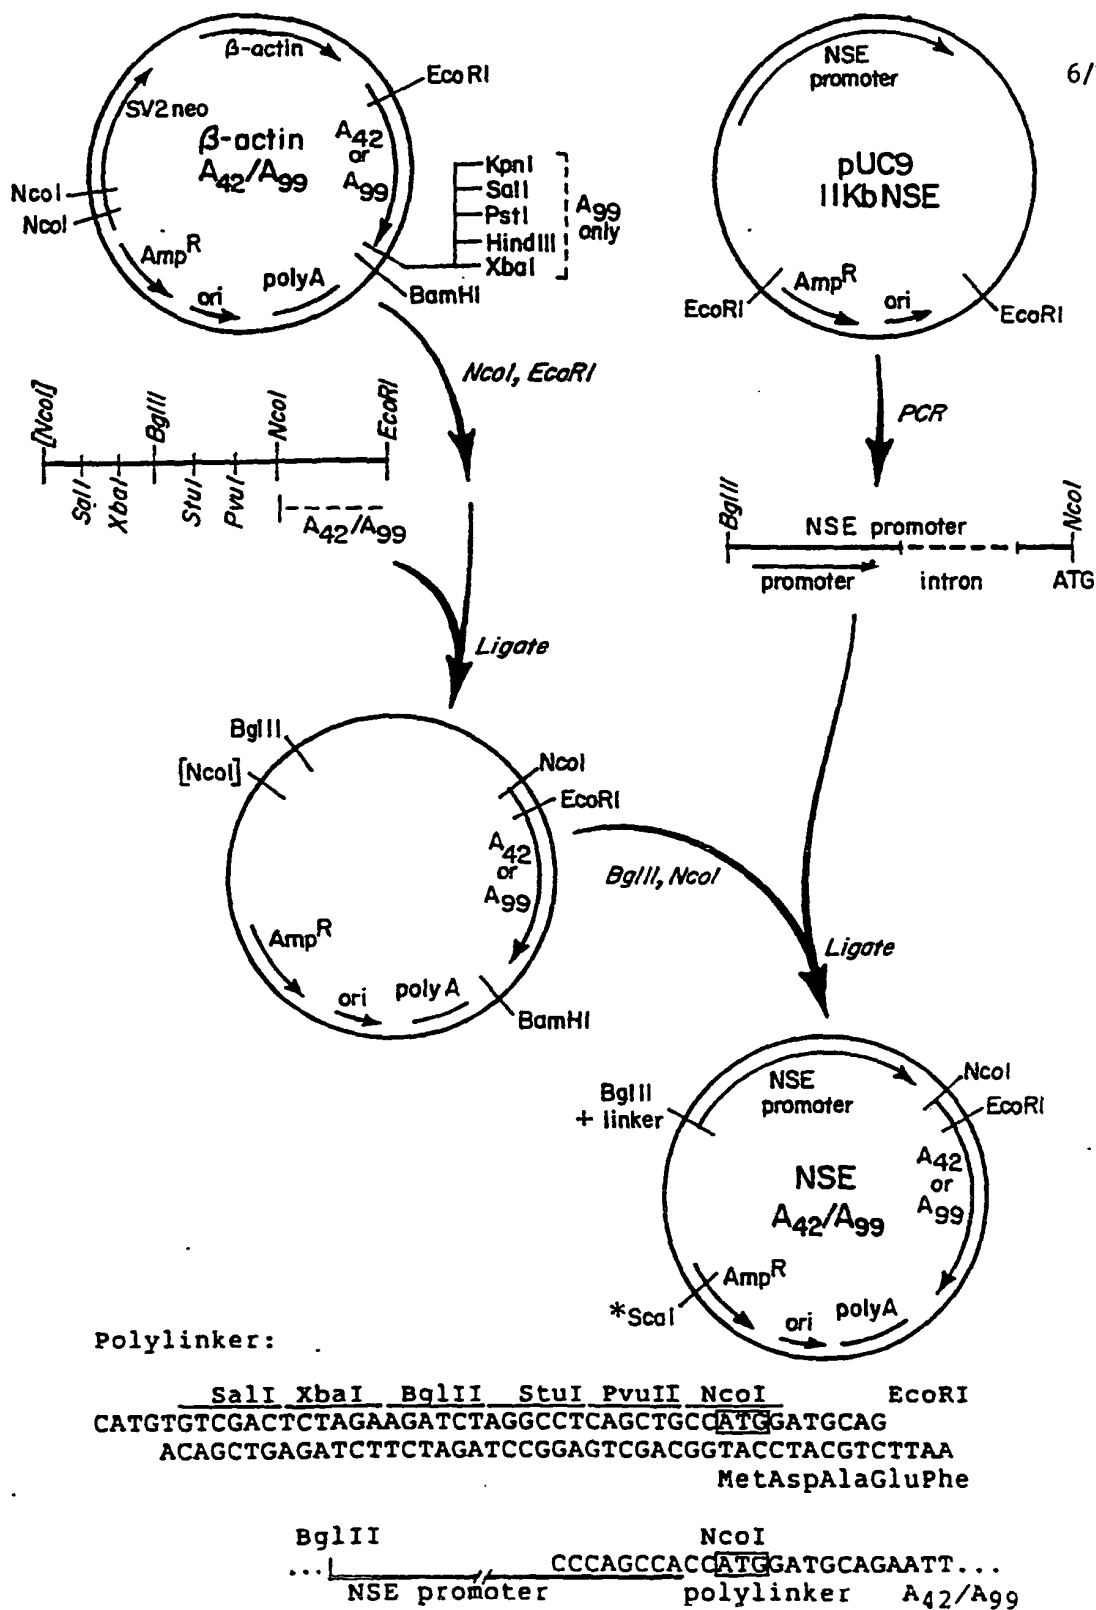 6/
β-actin
EcoRI
SV2neo
β-actin
A42/A99
A42
or
A99
NcoI
NcoI
KpnI
SalI
PstI
HindIII
XbaI
A99
only
BamHI
AmpR
ori
polyA
NSE
promoter
pUC9
11KbNSE
EcoRI
AmpR
ori
EcoRI
NcoI, EcoRI
PCR
[NcoI]
BglII
NcoI
EcoRI
SalI
XbaI
StuI
PvuI
A42/A99
BglII
NcoI
NSE promoter
promoter
intron
ATG
Ligate
BglII
[NcoI]
NcoI
EcoRI
A42
or
A99
AmpR
ori
polyA
BamHI
BglII, NcoI
Ligate
BglII
+ linker
NSE
promoter
NcoI
EcoRI
A42
or
A99
NSE
A42/A99
*ScaI
AmpR
ori
polyA
Polylinker:
SalI XbaI BglII StuI PvuII NcoI EcoRI
CATGTGTCGACTCTAGAAGATCTAGGCCTCAGCTGCCATGGATGCAG
ACAGCTGAGATCTTCTAGATCCGGAGTCGACGGTACCTACGTCTTAA
MetAspAlaGluPhe
BglII NcoI
...CCCAGCCACCATGGATGCAGAATT...
NSE promoter polylinker A42/A99